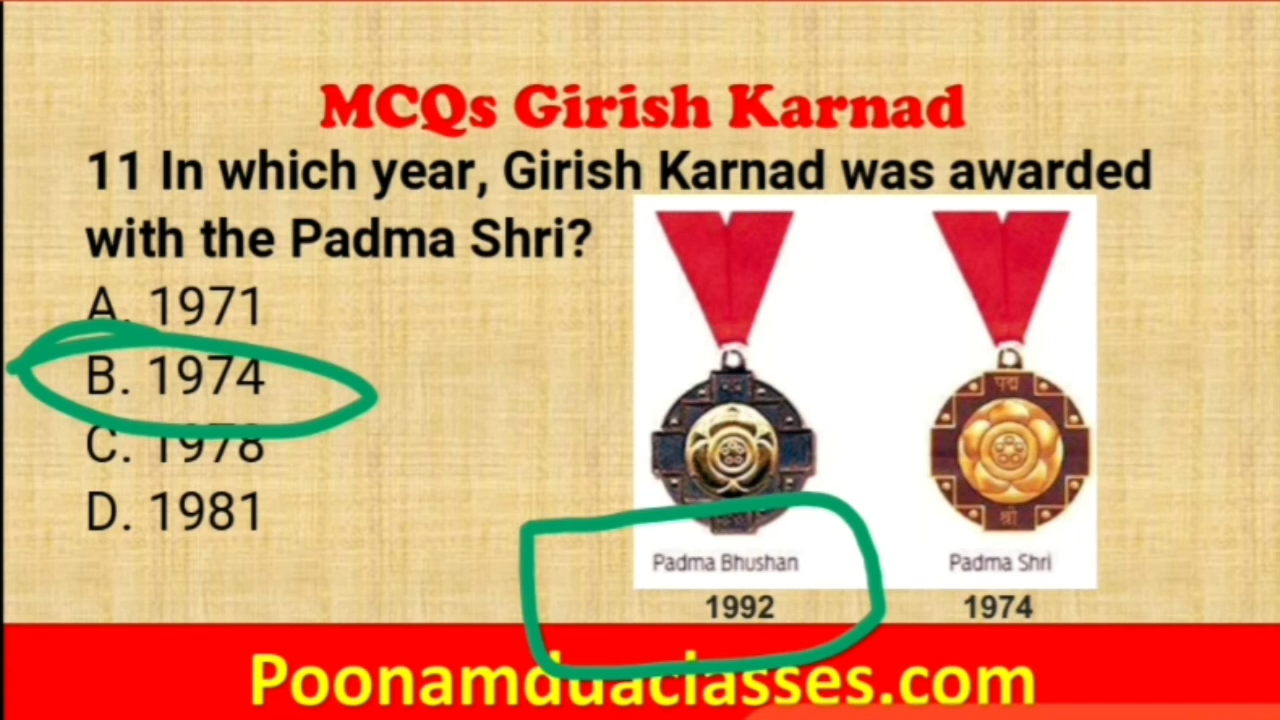 MCQs Girish Karnad
11 In which year, Girish Karnad was awarded
with the Padma Shri?
A. 1971
B. 1974
C. 1978
D. 1981
पद्म
श्री
Padma Bhushan
Padma Shri
1992
1974
Poonamduaclasses.com